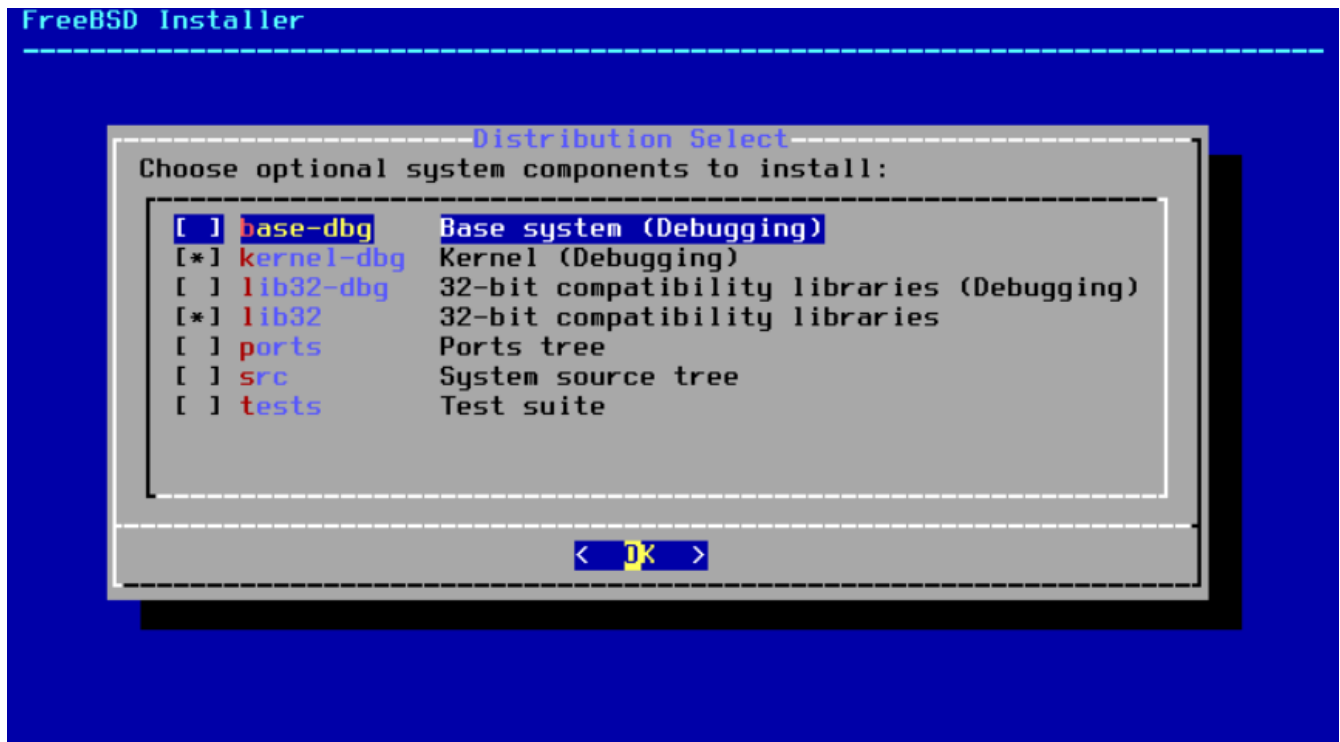 FreeBSD Installer
Distribution Select
Choose optional system components to install:
[ ] base-dbg Base system (Debugging)
[*] kernel-dbg Kernel (Debugging)
[ ] lib32-dbg 32-bit compatibility libraries (Debugging)
[*] lib32 32-bit compatibility libraries
[ ] ports Ports tree
[ ] src System source tree
[ ] tests Test suite
< OK >